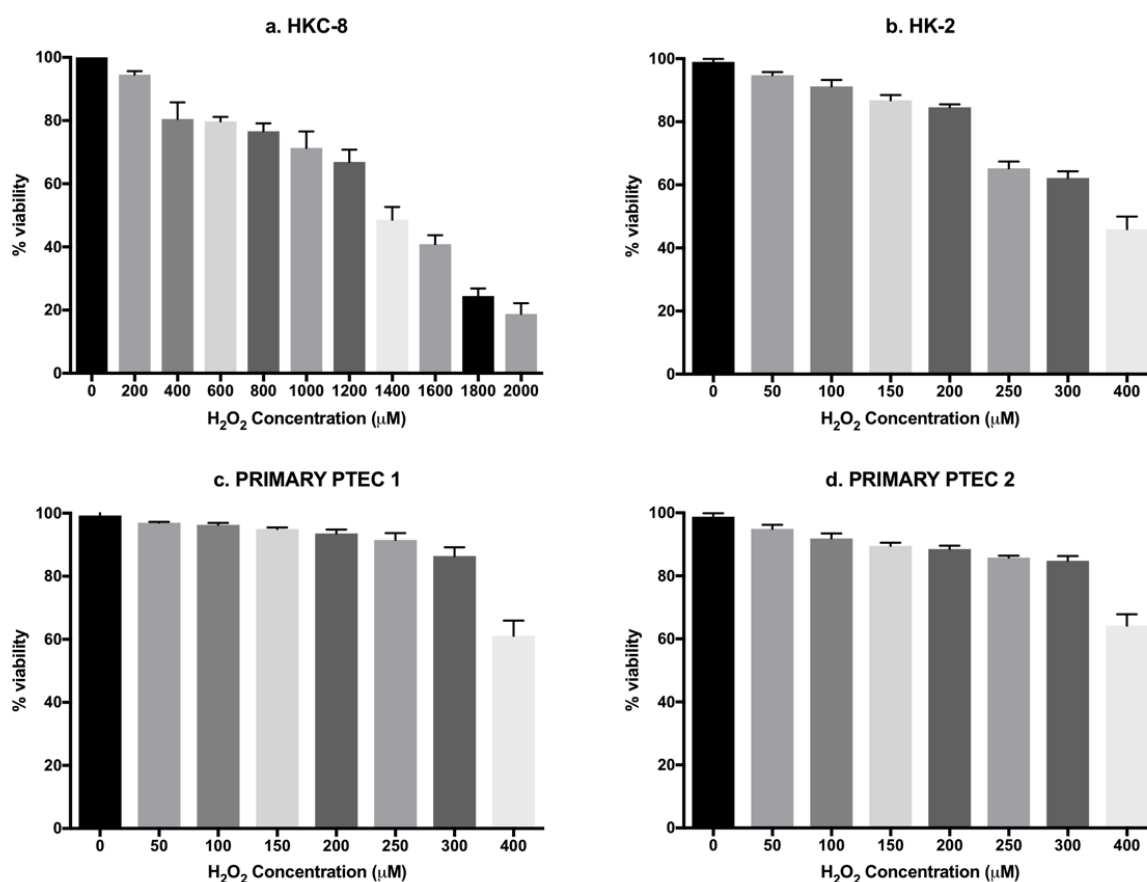 a. HKC-8
100
80
60
40
20
0
% viability
0 200 400 600 800 1000 1200 1400 1600 1800 2000
H₂O₂ Concentration (μM)
b. HK-2
100
80
60
40
20
0
% viability
0 50 100 150 200 250 300 400
H₂O₂ Concentration (μM)
c. PRIMARY PTEC 1
100
80
60
40
20
0
% viability
0 50 100 150 200 250 300 400
H₂O₂ Concentration (μM)
d. PRIMARY PTEC 2
100
80
60
40
20
0
% viability
0 50 100 150 200 250 300 400
H₂O₂ Concentration (μM)